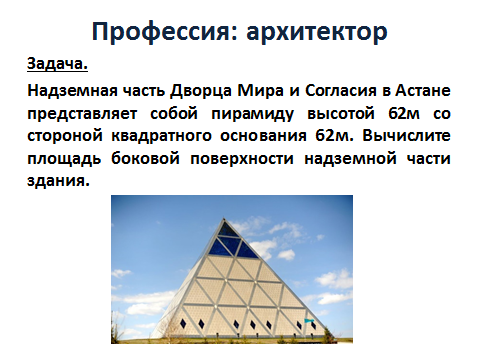 Профессия: архитектор
Задача.
Надземная часть Дворца Мира и Согласия в Астане
представляет собой пирамиду высотой 62м со
стороной квадратного основания 62м. Вычислите
площадь боковой поверхности надземной части
здания.